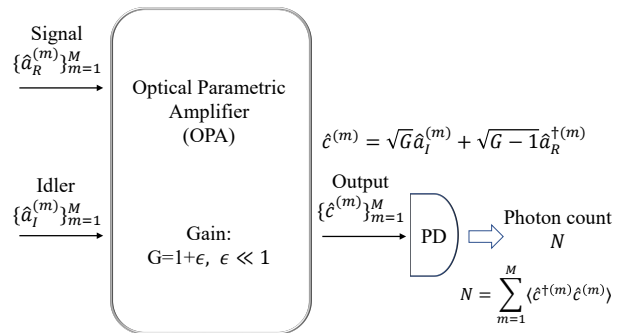 Signal
{â_R^(m)}_{m=1}^M
Optical Parametric
Amplifier
(OPA)
ĉ^(m) = √G â_I^(m) + √(G − 1) â_R^†(m)
Idler
{â_I^(m)}_{m=1}^M
Output
{ĉ^(m)}_{m=1}^M
Gain:
G=1+ϵ, ϵ ≪ 1
PD
Photon count
N
N = ∑_{m=1}^M ⟨ĉ^†(m) ĉ^(m)⟩